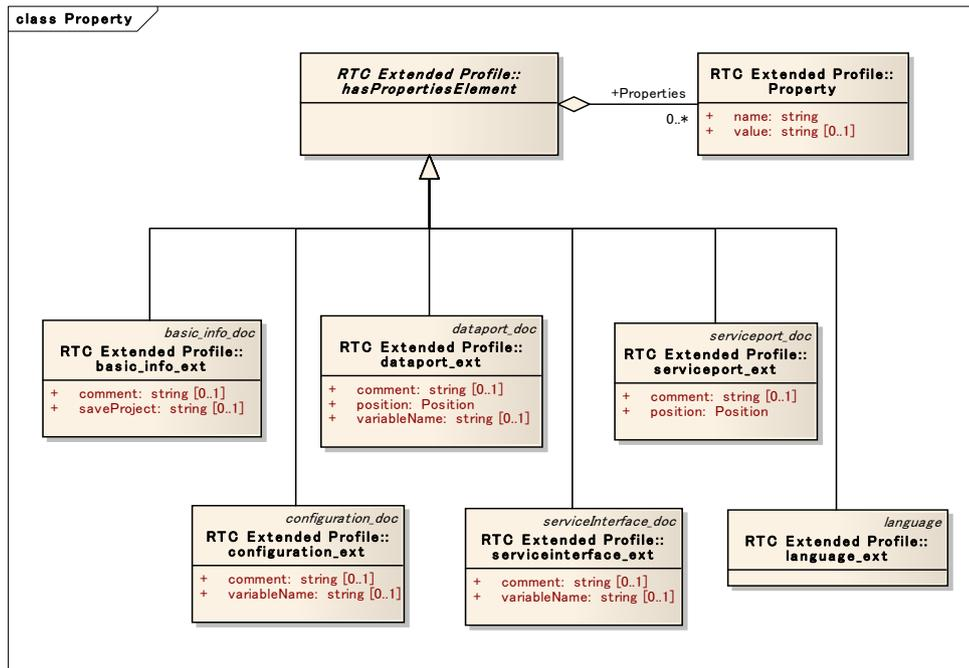 class Property
RTC Extended Profile::
hasPropertiesElement
+Properties
0..*
RTC Extended Profile::
Property
+ name: string
+ value: string [0..1]
basic_info_doc
RTC Extended Profile::
basic_info_ext
+ comment: string [0..1]
+ saveProject: string [0..1]
dataport_doc
RTC Extended Profile::
dataport_ext
+ comment: string [0..1]
+ position: Position
+ variableName: string [0..1]
serviceport_doc
RTC Extended Profile::
serviceport_ext
+ comment: string [0..1]
+ position: Position
configuration_doc
RTC Extended Profile::
configuration_ext
+ comment: string [0..1]
+ variableName: string [0..1]
serviceInterface_doc
RTC Extended Profile::
serviceinterface_ext
+ comment: string [0..1]
+ variableName: string [0..1]
language
RTC Extended Profile::
language_ext